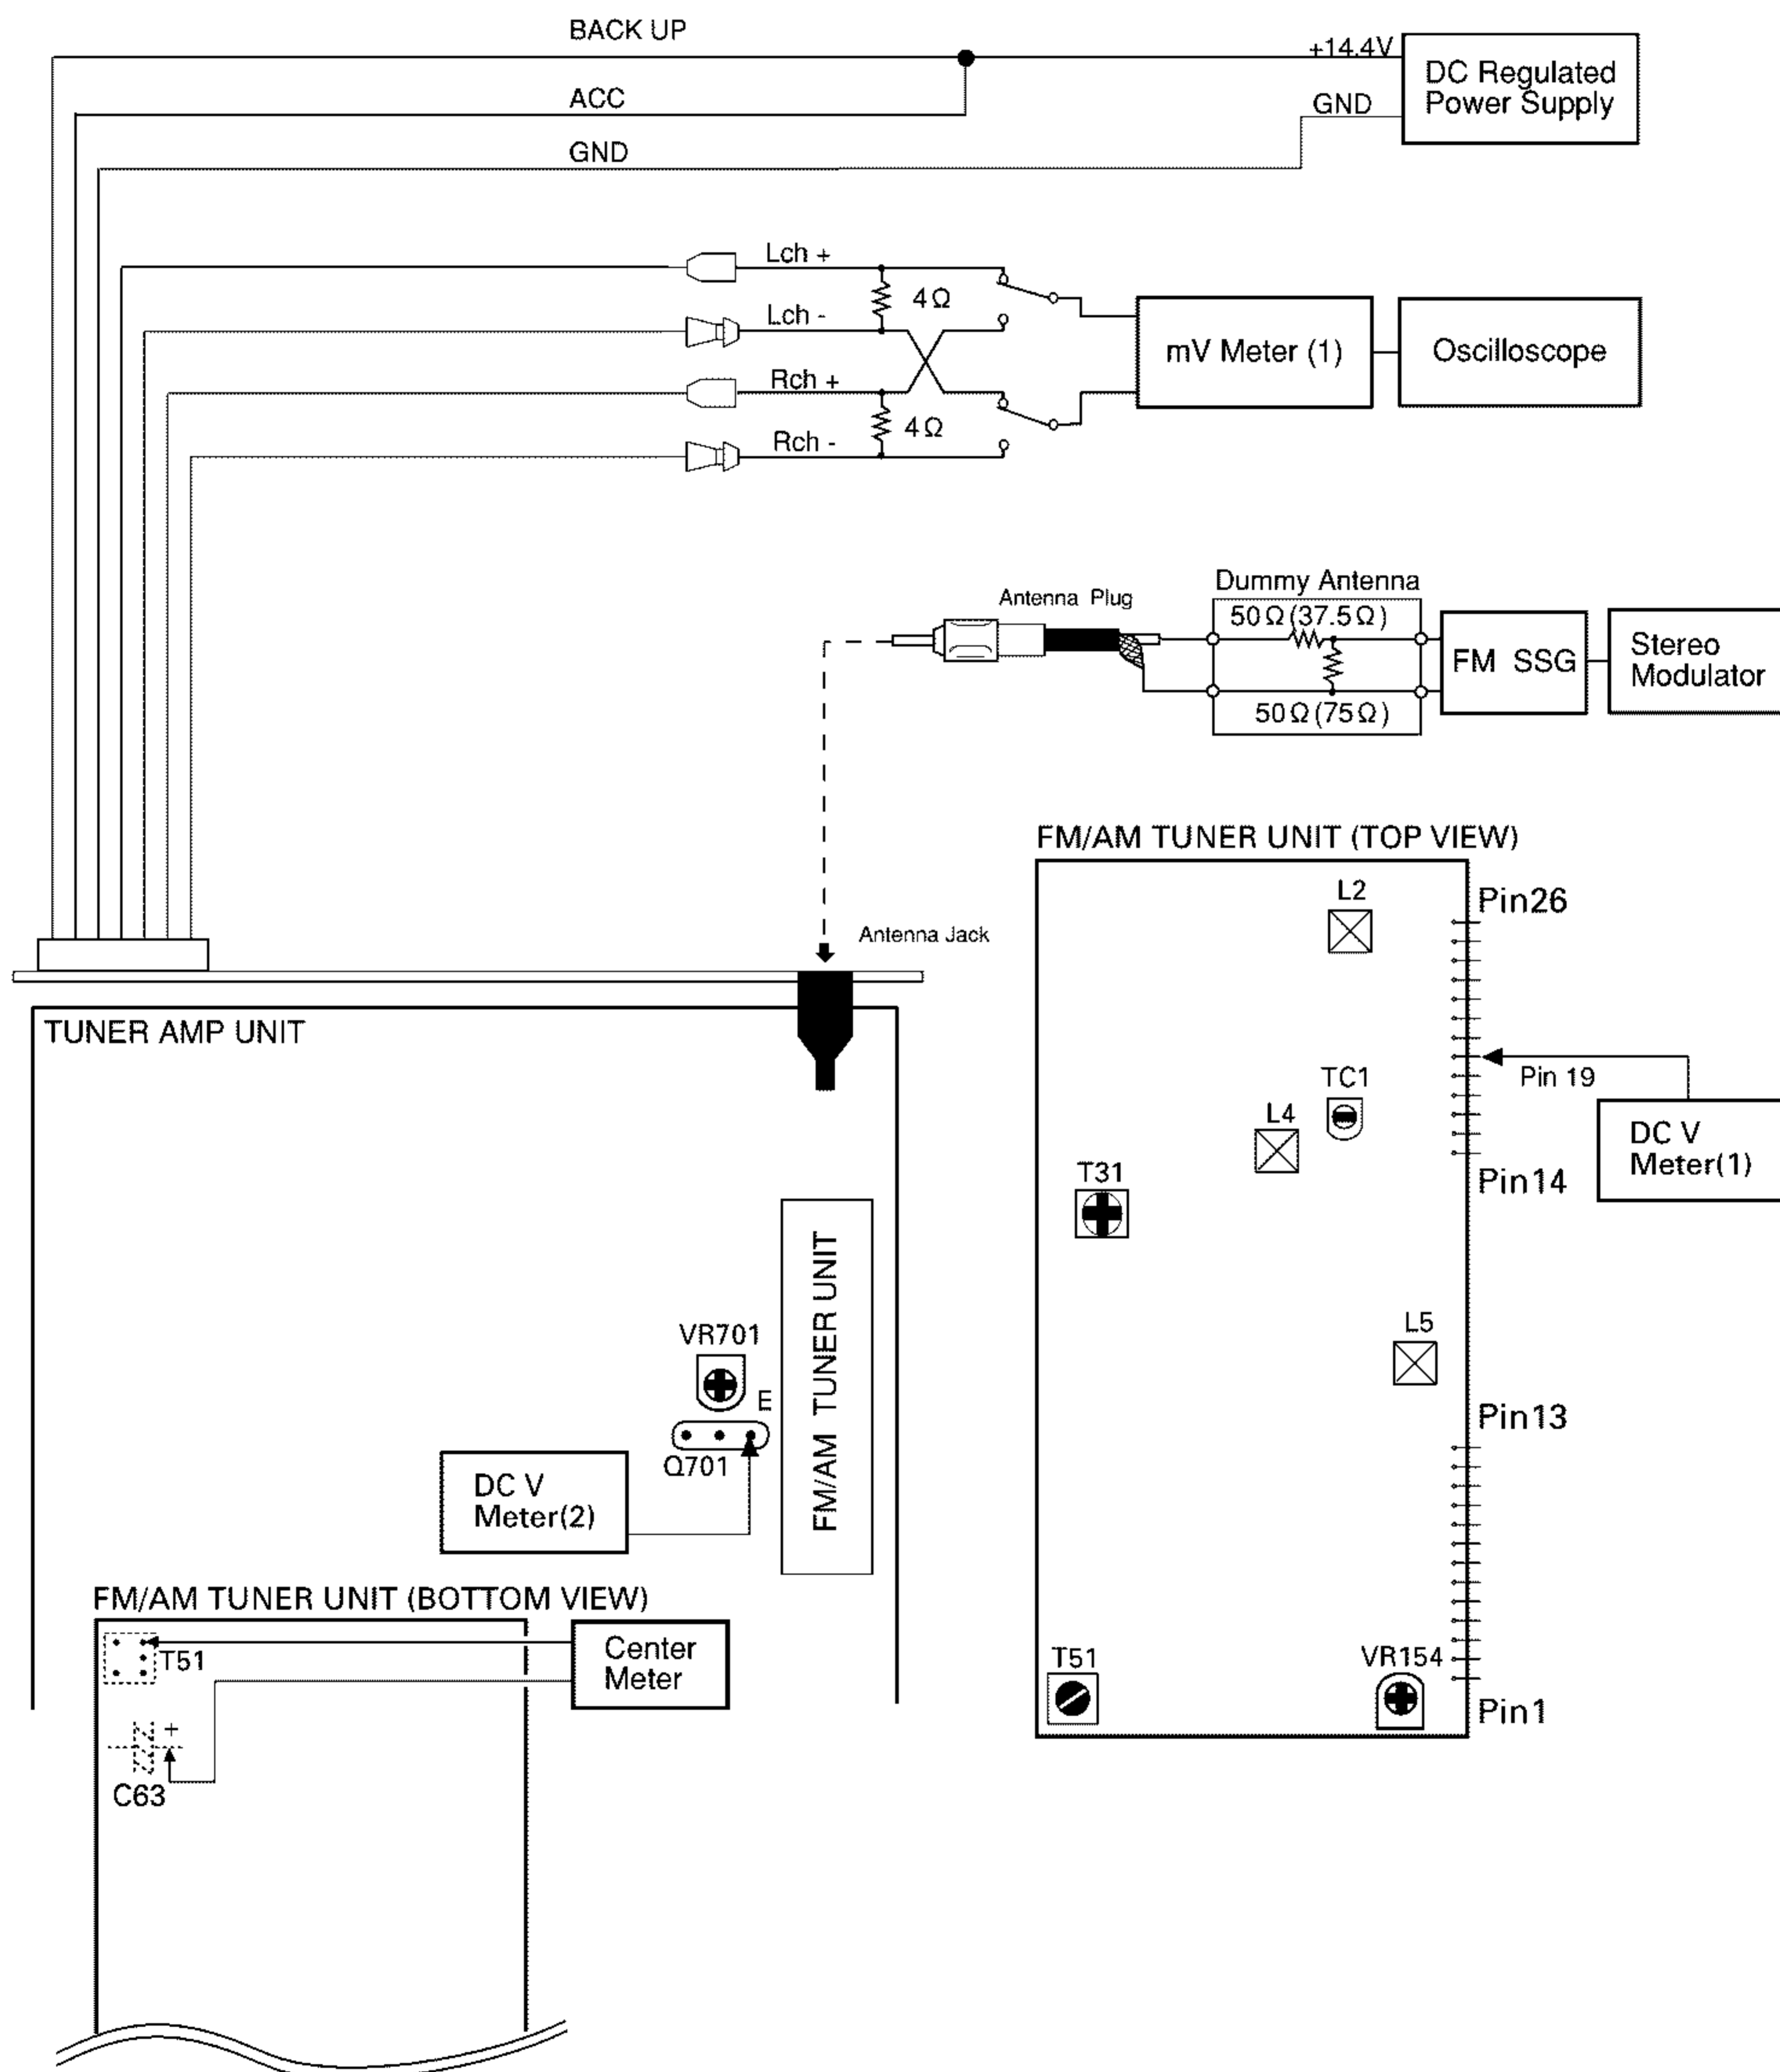 BACK UP
+14.4V
DC Regulated
Power Supply
ACC
GND
GND
Lch +
4Ω
Lch -
Rch +
4Ω
Rch -
mV Meter (1)
Oscilloscope
Antenna Plug
Dummy Antenna
50Ω(37.5Ω)
50Ω(75Ω)
FM SSG
Stereo
Modulator
Antenna Jack
TUNER AMP UNIT
FM/AM TUNER UNIT
VR701
E
Q701
DC V
Meter(2)
FM/AM TUNER UNIT (TOP VIEW)
L2
Pin26
TC1
Pin 19
L4
DC V
Meter(1)
T31
Pin14
L5
Pin13
T51
VR154
Pin1
FM/AM TUNER UNIT (BOTTOM VIEW)
T51
Center
Meter
+
C63